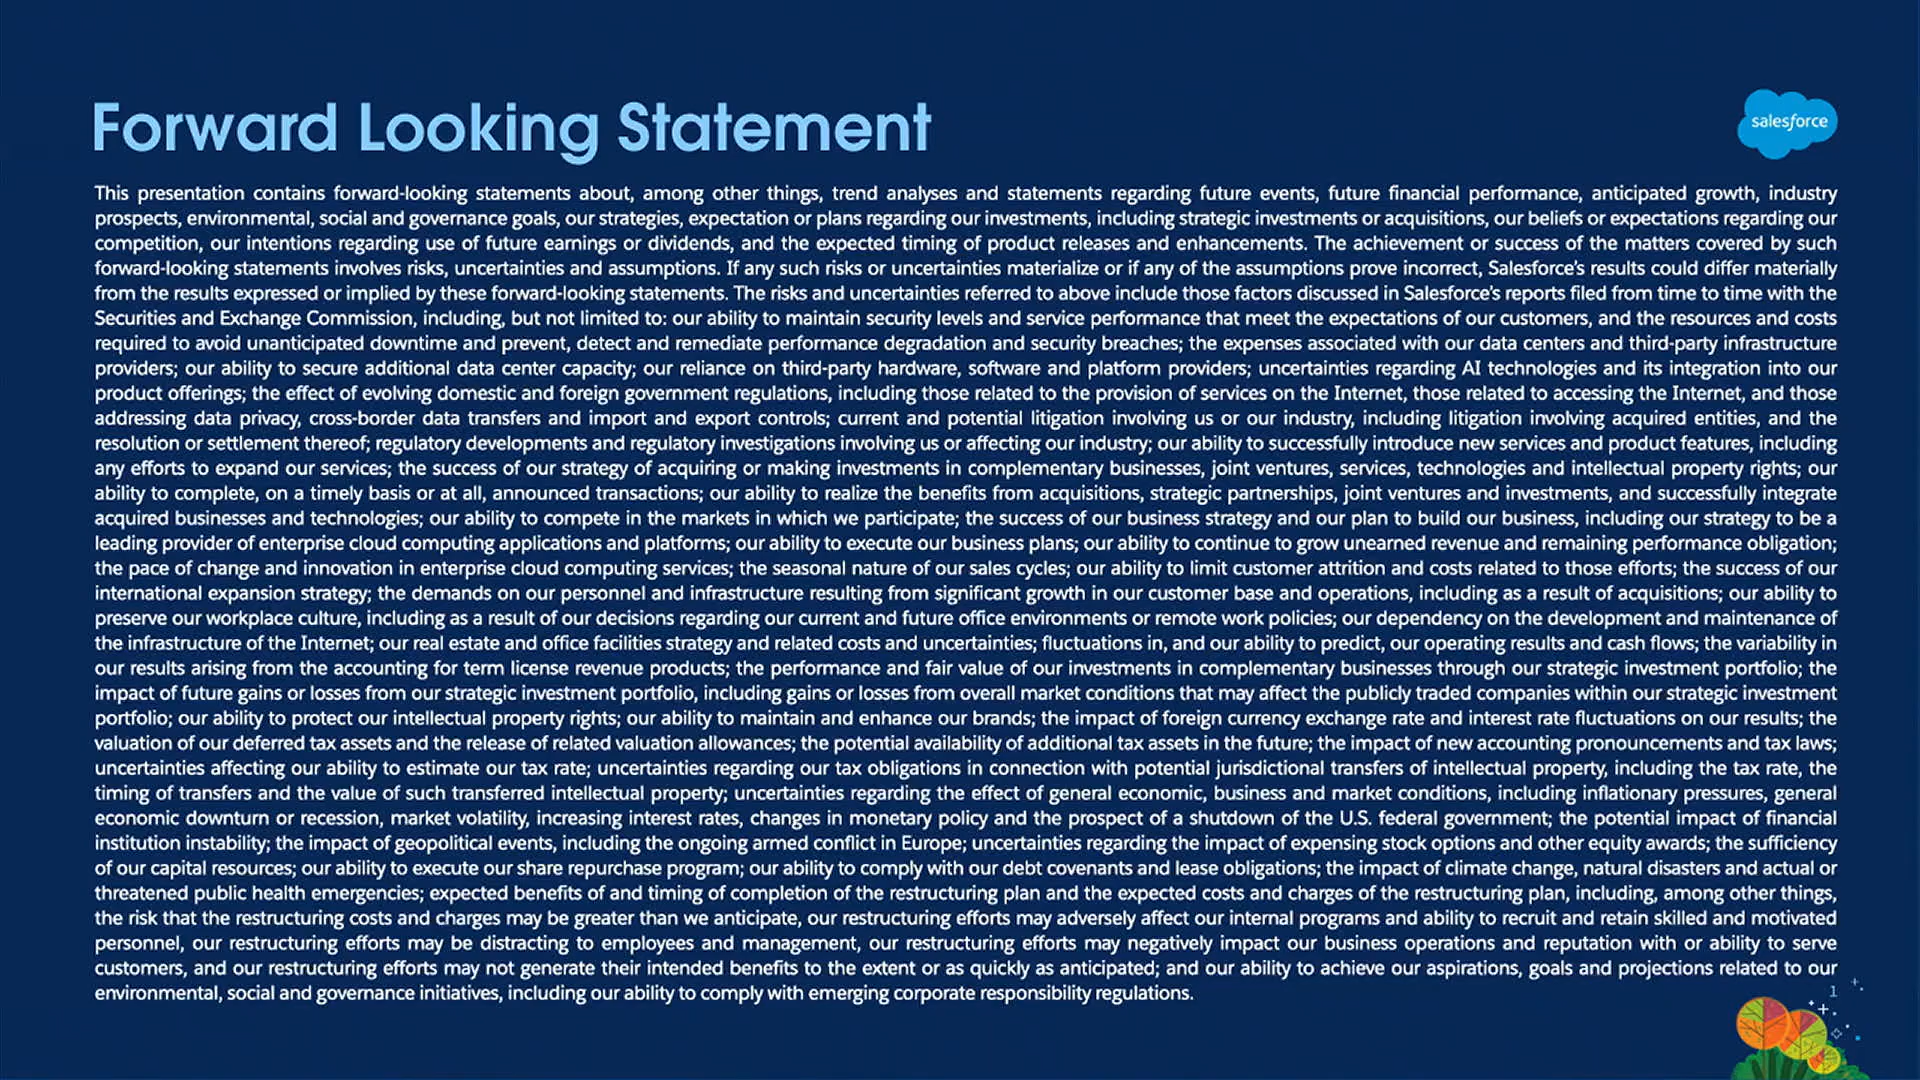 Forward Looking Statement
salesforce
This presentation contains forward-looking statements about, among other things, trend analyses and statements regarding future events, future financial performance, anticipated growth, industry
prospects, environmental, social and governance goals, our strategies, expectation or plans regarding our investments, including strategic investments or acquisitions, our beliefs or expectations regarding our
competition, our intentions regarding use of future earnings or dividends, and the expected timing of product releases and enhancements. The achievement or success of the matters covered by such
forward-looking statements involves risks, uncertainties and assumptions. If any such risks or uncertainties materialize or if any of the assumptions prove incorrect, Salesforce's results could differ materially
from the results expressed or implied by these forward-looking statements. The risks and uncertainties referred to above include those factors discussed in Salesforce's reports filed from time to time with the
Securities and Exchange Commission, including, but not limited to: our ability to maintain security levels and service performance that meet the expectations of our customers, and the resources and costs
required to avoid unanticipated downtime and prevent, detect and remediate performance degradation and security breaches; the expenses associated with our data centers and third-party infrastructure
providers; our ability to secure additional data center capacity; our reliance on third-party hardware, software and platform providers; uncertainties regarding AI technologies and its integration into our
product offerings; the effect of evolving domestic and foreign government regulations, including those related to the provision of services on the Internet, those related to accessing the Internet, and those
addressing data privacy, cross-border data transfers and import and export controls; current and potential litigation involving us or our industry, including litigation involving acquired entities, and the
resolution or settlement thereof; regulatory developments and regulatory investigations involving us or affecting our industry; our ability to successfully introduce new services and product features, including
any efforts to expand our services; the success of our strategy of acquiring or making investments in complementary businesses, joint ventures, services, technologies and intellectual property rights; our
ability to complete, on a timely basis or at all, announced transactions; our ability to realize the benefits from acquisitions, strategic partnerships, joint ventures and investments, and successfully integrate
acquired businesses and technologies; our ability to compete in the markets in which we participate; the success of our business strategy and our plan to build our business, including our strategy to be a
leading provider of enterprise cloud computing applications and platforms; our ability to execute our business plans; our ability to continue to grow unearned revenue and remaining performance obligation;
the pace of change and innovation in enterprise cloud computing services; the seasonal nature of our sales cycles; our ability to limit customer attrition and costs related to those efforts; the success of our
international expansion strategy; the demands on our personnel and infrastructure resulting from significant growth in our customer base and operations, including as a result of acquisitions; our ability to
preserve our workplace culture, including as a result of our decisions regarding our current and future office environments or remote work policies; our dependency on the development and maintenance of
the infrastructure of the Internet; our real estate and office facilities strategy and related costs and uncertainties; fluctuations in, and our ability to predict, our operating results and cash flows; the variability in
our results arising from the accounting for term license revenue products; the performance and fair value of our investments in complementary businesses through our strategic investment portfolio; the
impact of future gains or losses from our strategic investment portfolio, including gains or losses from overall market conditions that may affect the publicly traded companies within our strategic investment
portfolio; our ability to protect our intellectual property rights; our ability to maintain and enhance our brands; the impact of foreign currency exchange rate and interest rate fluctuations on our results; the
valuation of our deferred tax assets and the release of related valuation allowances; the potential availability of additional tax assets in the future; the impact of new accounting pronouncements and tax laws;
uncertainties affecting our ability to estimate our tax rate; uncertainties regarding our tax obligations in connection with potential jurisdictional transfers of intellectual property, including the tax rate, the
timing of transfers and the value of such transferred intellectual property; uncertainties regarding the effect of general economic, business and market conditions, including inflationary pressures, general
economic downturn or recession, market volatility, increasing interest rates, changes in monetary policy and the prospect of a shutdown of the U.S. federal government; the potential impact of financial
institution instability; the impact of geopolitical events, including the ongoing armed conflict in Europe; uncertainties regarding the impact of expensing stock options and other equity awards; the sufficiency
of our capital resources; our ability to execute our share repurchase program; our ability to comply with our debt covenants and lease obligations; the impact of climate change, natural disasters and actual or
threatened public health emergencies; expected benefits of and timing of completion of the restructuring plan and the expected costs and charges of the restructuring plan, including, among other things,
the risk that the restructuring costs and charges may be greater than we anticipate, our restructuring efforts may adversely affect our internal programs and ability to recruit and retain skilled and motivated
personnel, our restructuring efforts may be distracting to employees and management, our restructuring efforts may negatively impact our business operations and reputation with or ability to serve
customers, and our restructuring efforts may not generate their intended benefits to the extent or as quickly as anticipated; and our ability to achieve our aspirations, goals and projections related to our
environmental, social and governance initiatives, including our ability to comply with emerging corporate responsibility regulations.
1